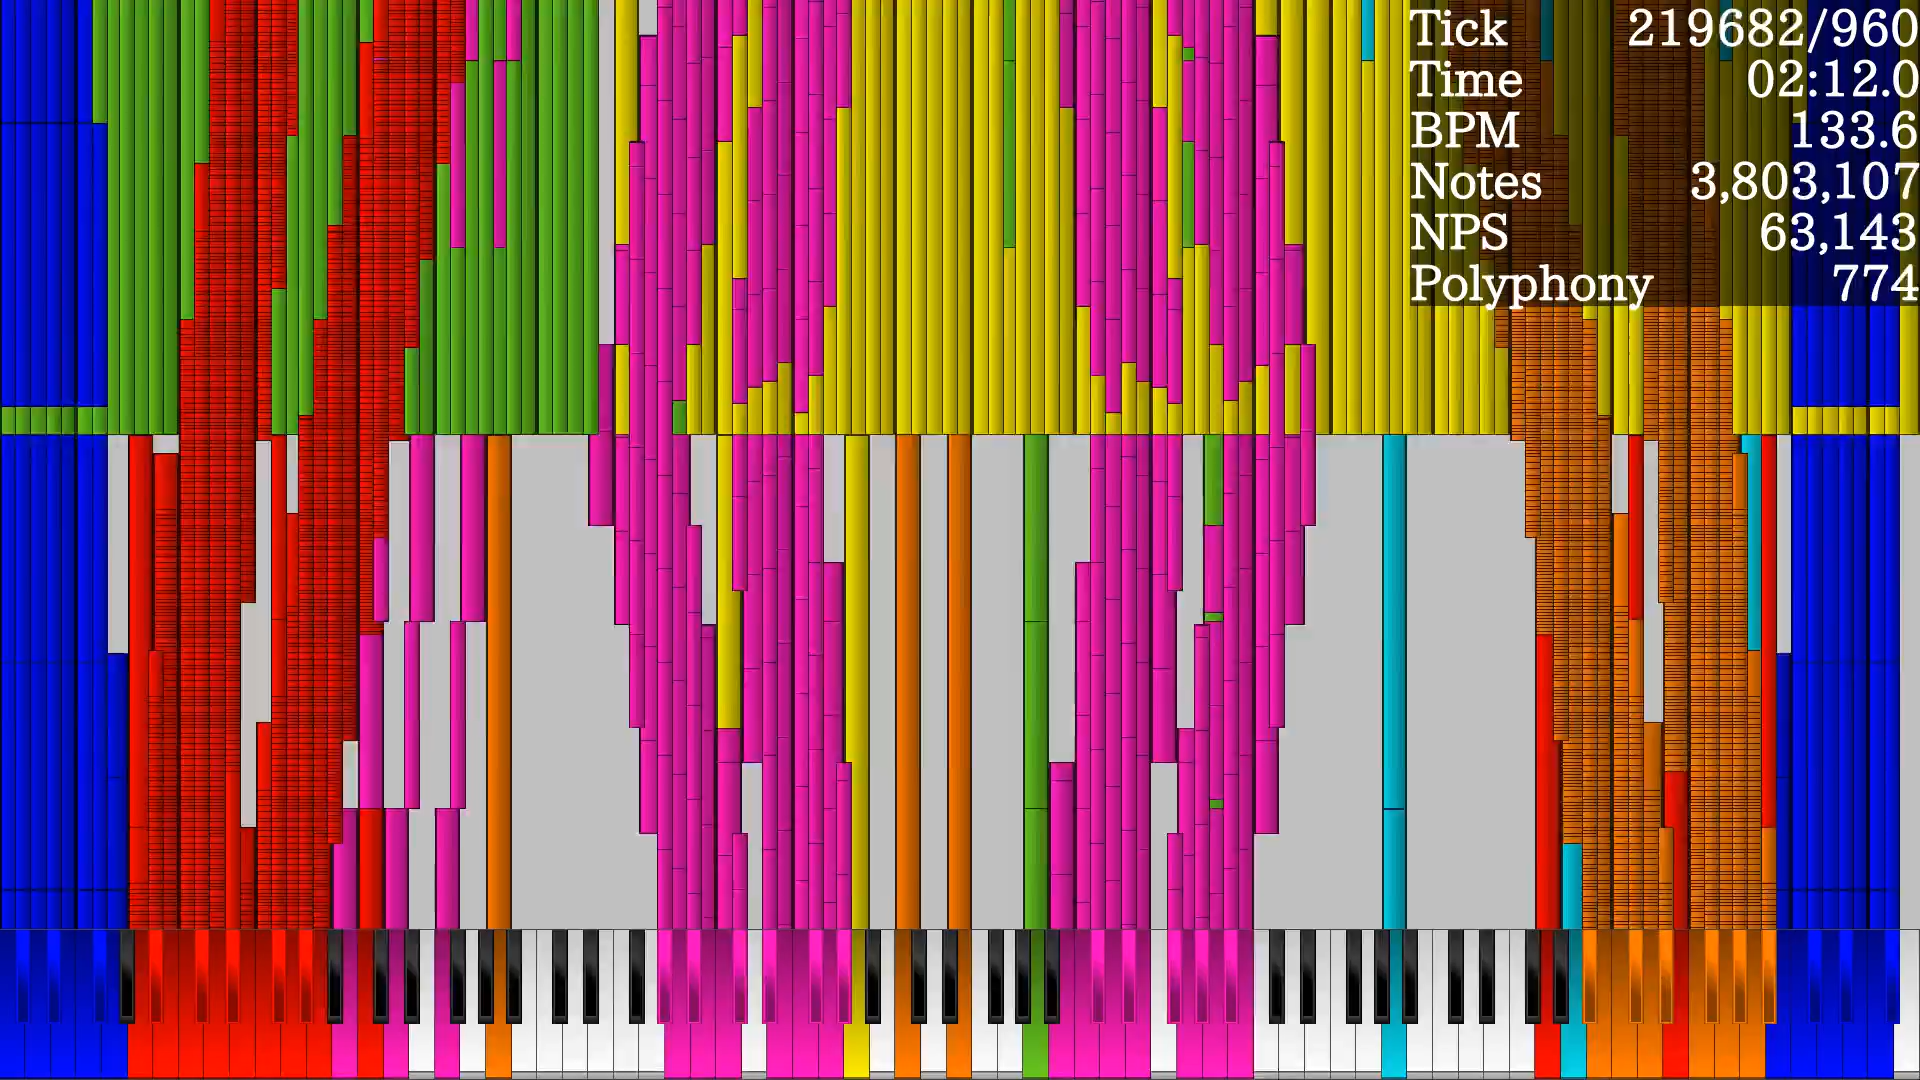 Tick 219682/960
Time 02:12.0
BPM 133.6
Notes 3,803,107
NPS 63,143
Polyphony 774